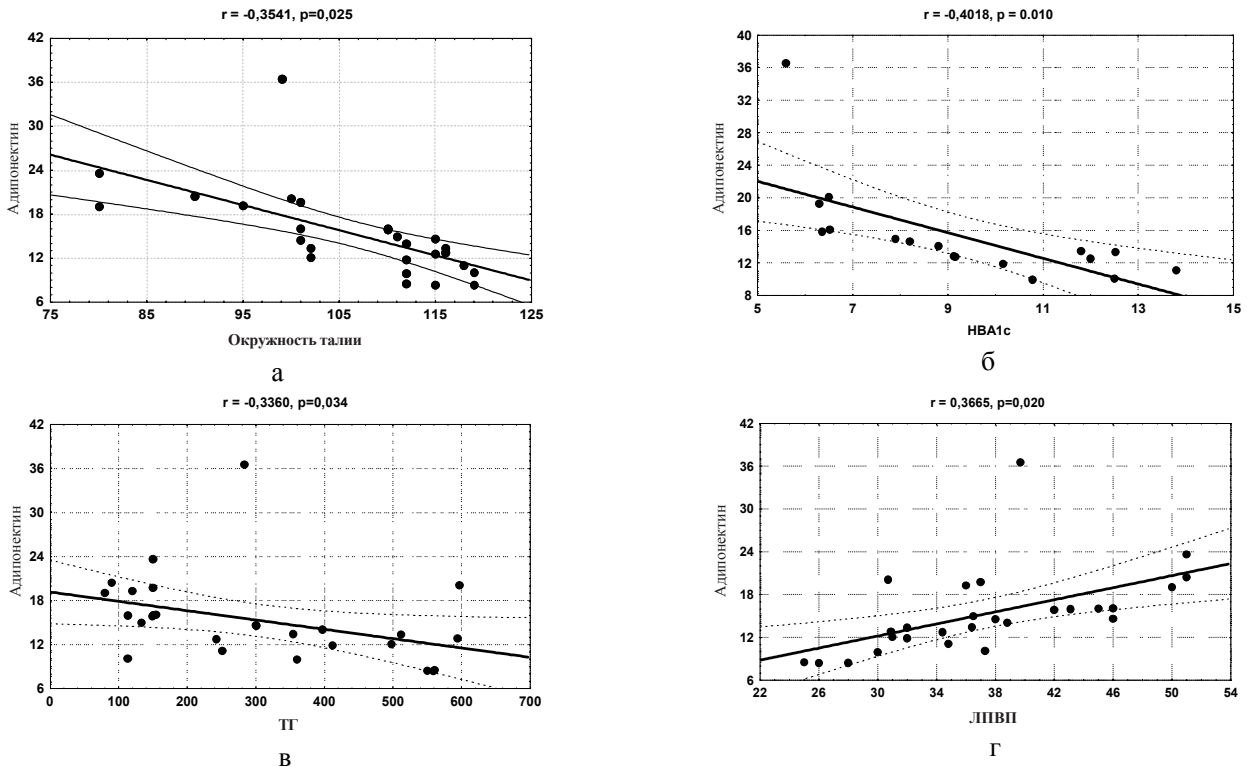 r = -0,3541, p=0,025
42
36
30
24
18
12
6
Адипонектин
75 85 95 105 115 125
Окружность талии
а
r = -0,4018, p = 0.010
40
36
32
28
24
20
16
12
8
Адипонектин
5 7 9 11 13 15
HBA1c
б
r = -0,3360, p=0,034
42
36
30
24
18
12
6
Адипонектин
0 100 200 300 400 500 600 700
ТГ
в
r = 0,3665, p=0,020
42
36
30
24
18
12
6
Адипонектин
22 26 30 34 38 42 46 50 54
ЛПВП
г